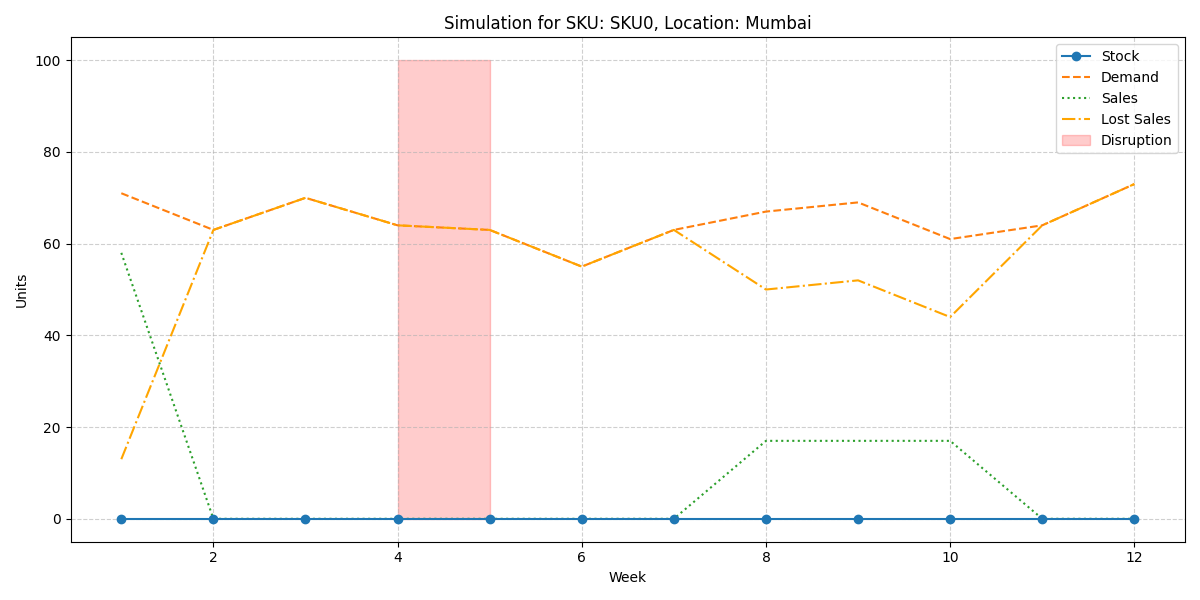 Simulation for SKU: SKU0, Location: Mumbai
100
80
60
40
20
0
Units
2
4
6
8
10
12
Week
Stock
Demand
Sales
Lost Sales
Disruption